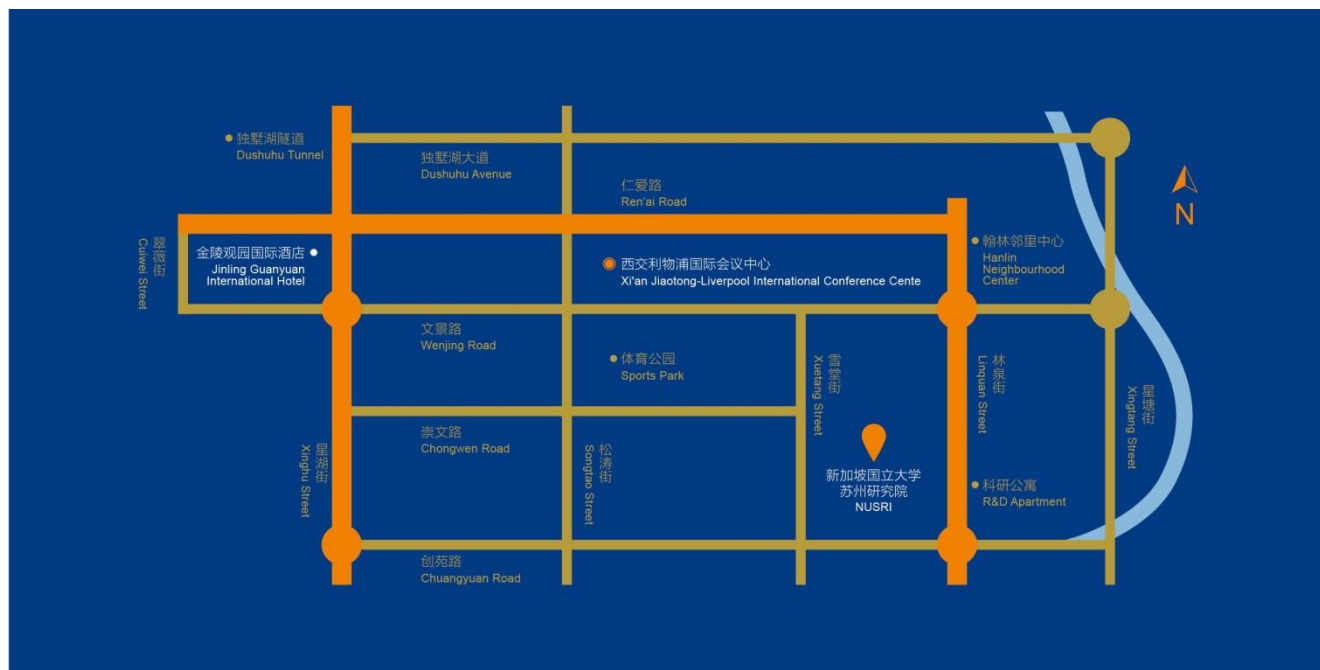 独墅湖隧道
Dushuhu Tunnel
独墅湖大道
Dushuhu Avenue
仁爱路
Ren'ai Road
翠薇街
Cuiwei Street
金陵观园国际酒店
Jinling Guanyuan
International Hotel
西交利物浦国际会议中心
Xi'an Jiaotong-Liverpool International Conference Cente
翰林邻里中心
Hanlin
Neighbourhood
Center
N
文景路
Wenjing Road
体育公园
Sports Park
雪堂街
Xuetang Street
林泉街
Linquan Street
星塘街
Xingtang Street
星湖街
Xinghu Street
崇文路
Chongwen Road
松涛街
Songtao Street
新加坡国立大学
苏州研究院
NUSRI
科研公寓
R&D Apartment
创苑路
Chuangyuan Road